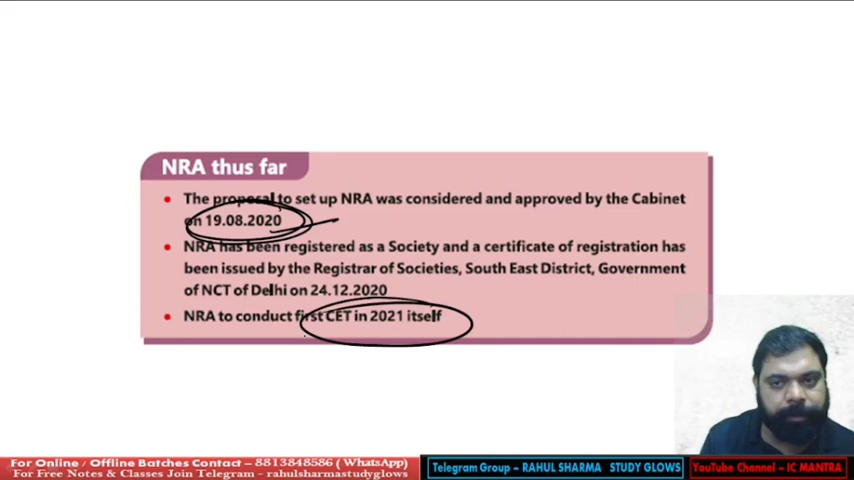 NRA thus far
The proposal to set up NRA was considered and approved by the Cabinet
on 19.08.2020
NRA has been registered as a Society and a certificate of registration has
been issued by the Registrar of Societies, South East District, Government
of NCT of Delhi on 24.12.2020
NRA to conduct first CET in 2021 itself
For Online / Offline Batches Contact – 8813848586 ( WhatsApp)
For Free Notes & Classes Join Telegram - rahulsharmastudyglows
Telegram Group – RAHUL SHARMA STUDY GLOWS
YouTube Channel – IC MANTRA